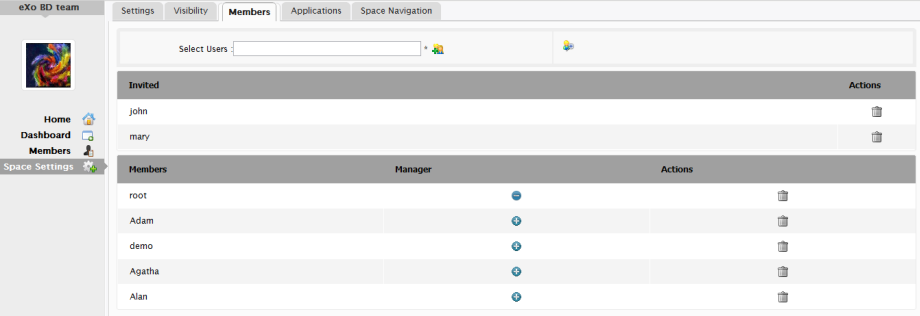 eXo BD team
Settings Visibility Members Applications Space Navigation
Select Users : *
Home
Dashboard
Members
Space Settings
Invited Actions
john
mary
Members Manager Actions
root
Adam
demo
Agatha
Alan